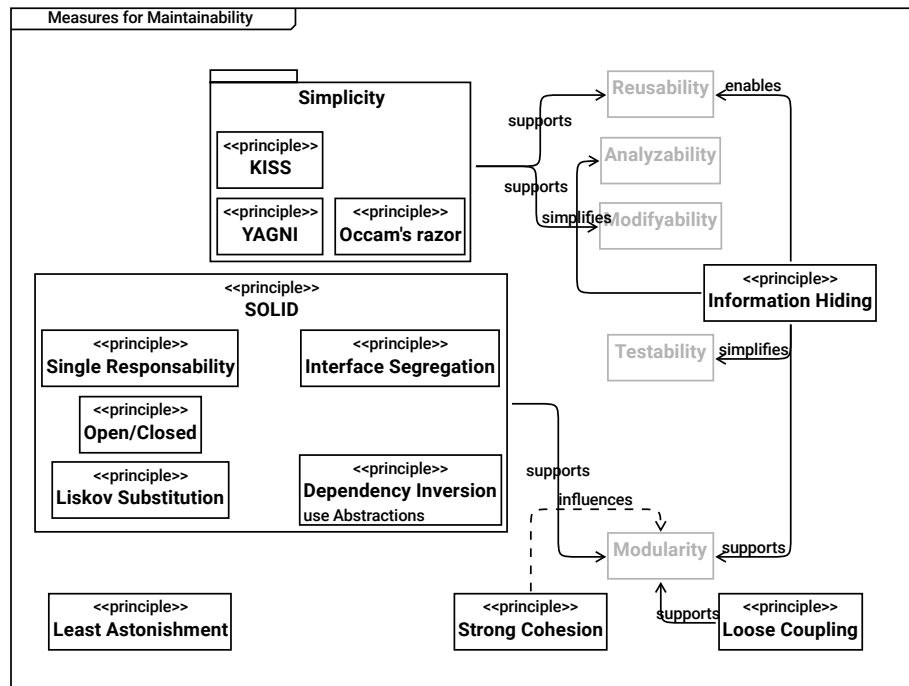 Measures for Maintainability
Simplicity
<<principle>>
KISS
<<principle>>
YAGNI
<<principle>>
Occam's razor
supports
supports
simplifies
Reusability
enables
Analyzability
Modifyability
<<principle>>
Information Hiding
<<principle>>
SOLID
<<principle>>
Single Responsability
<<principle>>
Interface Segregation
<<principle>>
Open/Closed
<<principle>>
Liskov Substitution
<<principle>>
Dependency Inversion
use Abstractions
Testability
simplifies
supports
influences
Modularity
supports
<<principle>>
Least Astonishment
<<principle>>
Strong Cohesion
supports
<<principle>>
Loose Coupling